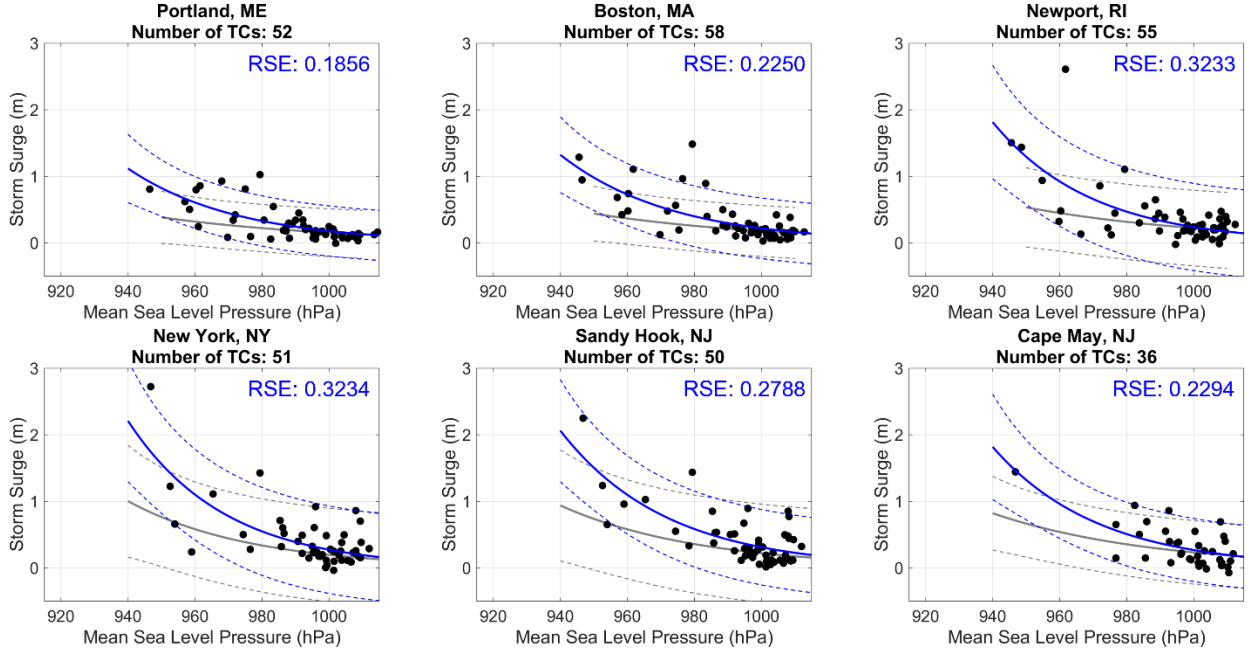 Portland, ME
Number of TCs: 52
RSE: 0.1856
3
2
1
0
Storm Surge (m)
920 940 960 980 1000
Mean Sea Level Pressure (hPa)
Boston, MA
Number of TCs: 58
RSE: 0.2250
3
2
1
0
Storm Surge (m)
920 940 960 980 1000
Mean Sea Level Pressure (hPa)
Newport, RI
Number of TCs: 55
RSE: 0.3233
3
2
1
0
Storm Surge (m)
920 940 960 980 1000
Mean Sea Level Pressure (hPa)
New York, NY
Number of TCs: 51
RSE: 0.3234
3
2
1
0
Storm Surge (m)
920 940 960 980 1000
Mean Sea Level Pressure (hPa)
Sandy Hook, NJ
Number of TCs: 50
RSE: 0.2788
3
2
1
0
Storm Surge (m)
920 940 960 980 1000
Mean Sea Level Pressure (hPa)
Cape May, NJ
Number of TCs: 36
RSE: 0.2294
3
2
1
0
Storm Surge (m)
920 940 960 980 1000
Mean Sea Level Pressure (hPa)